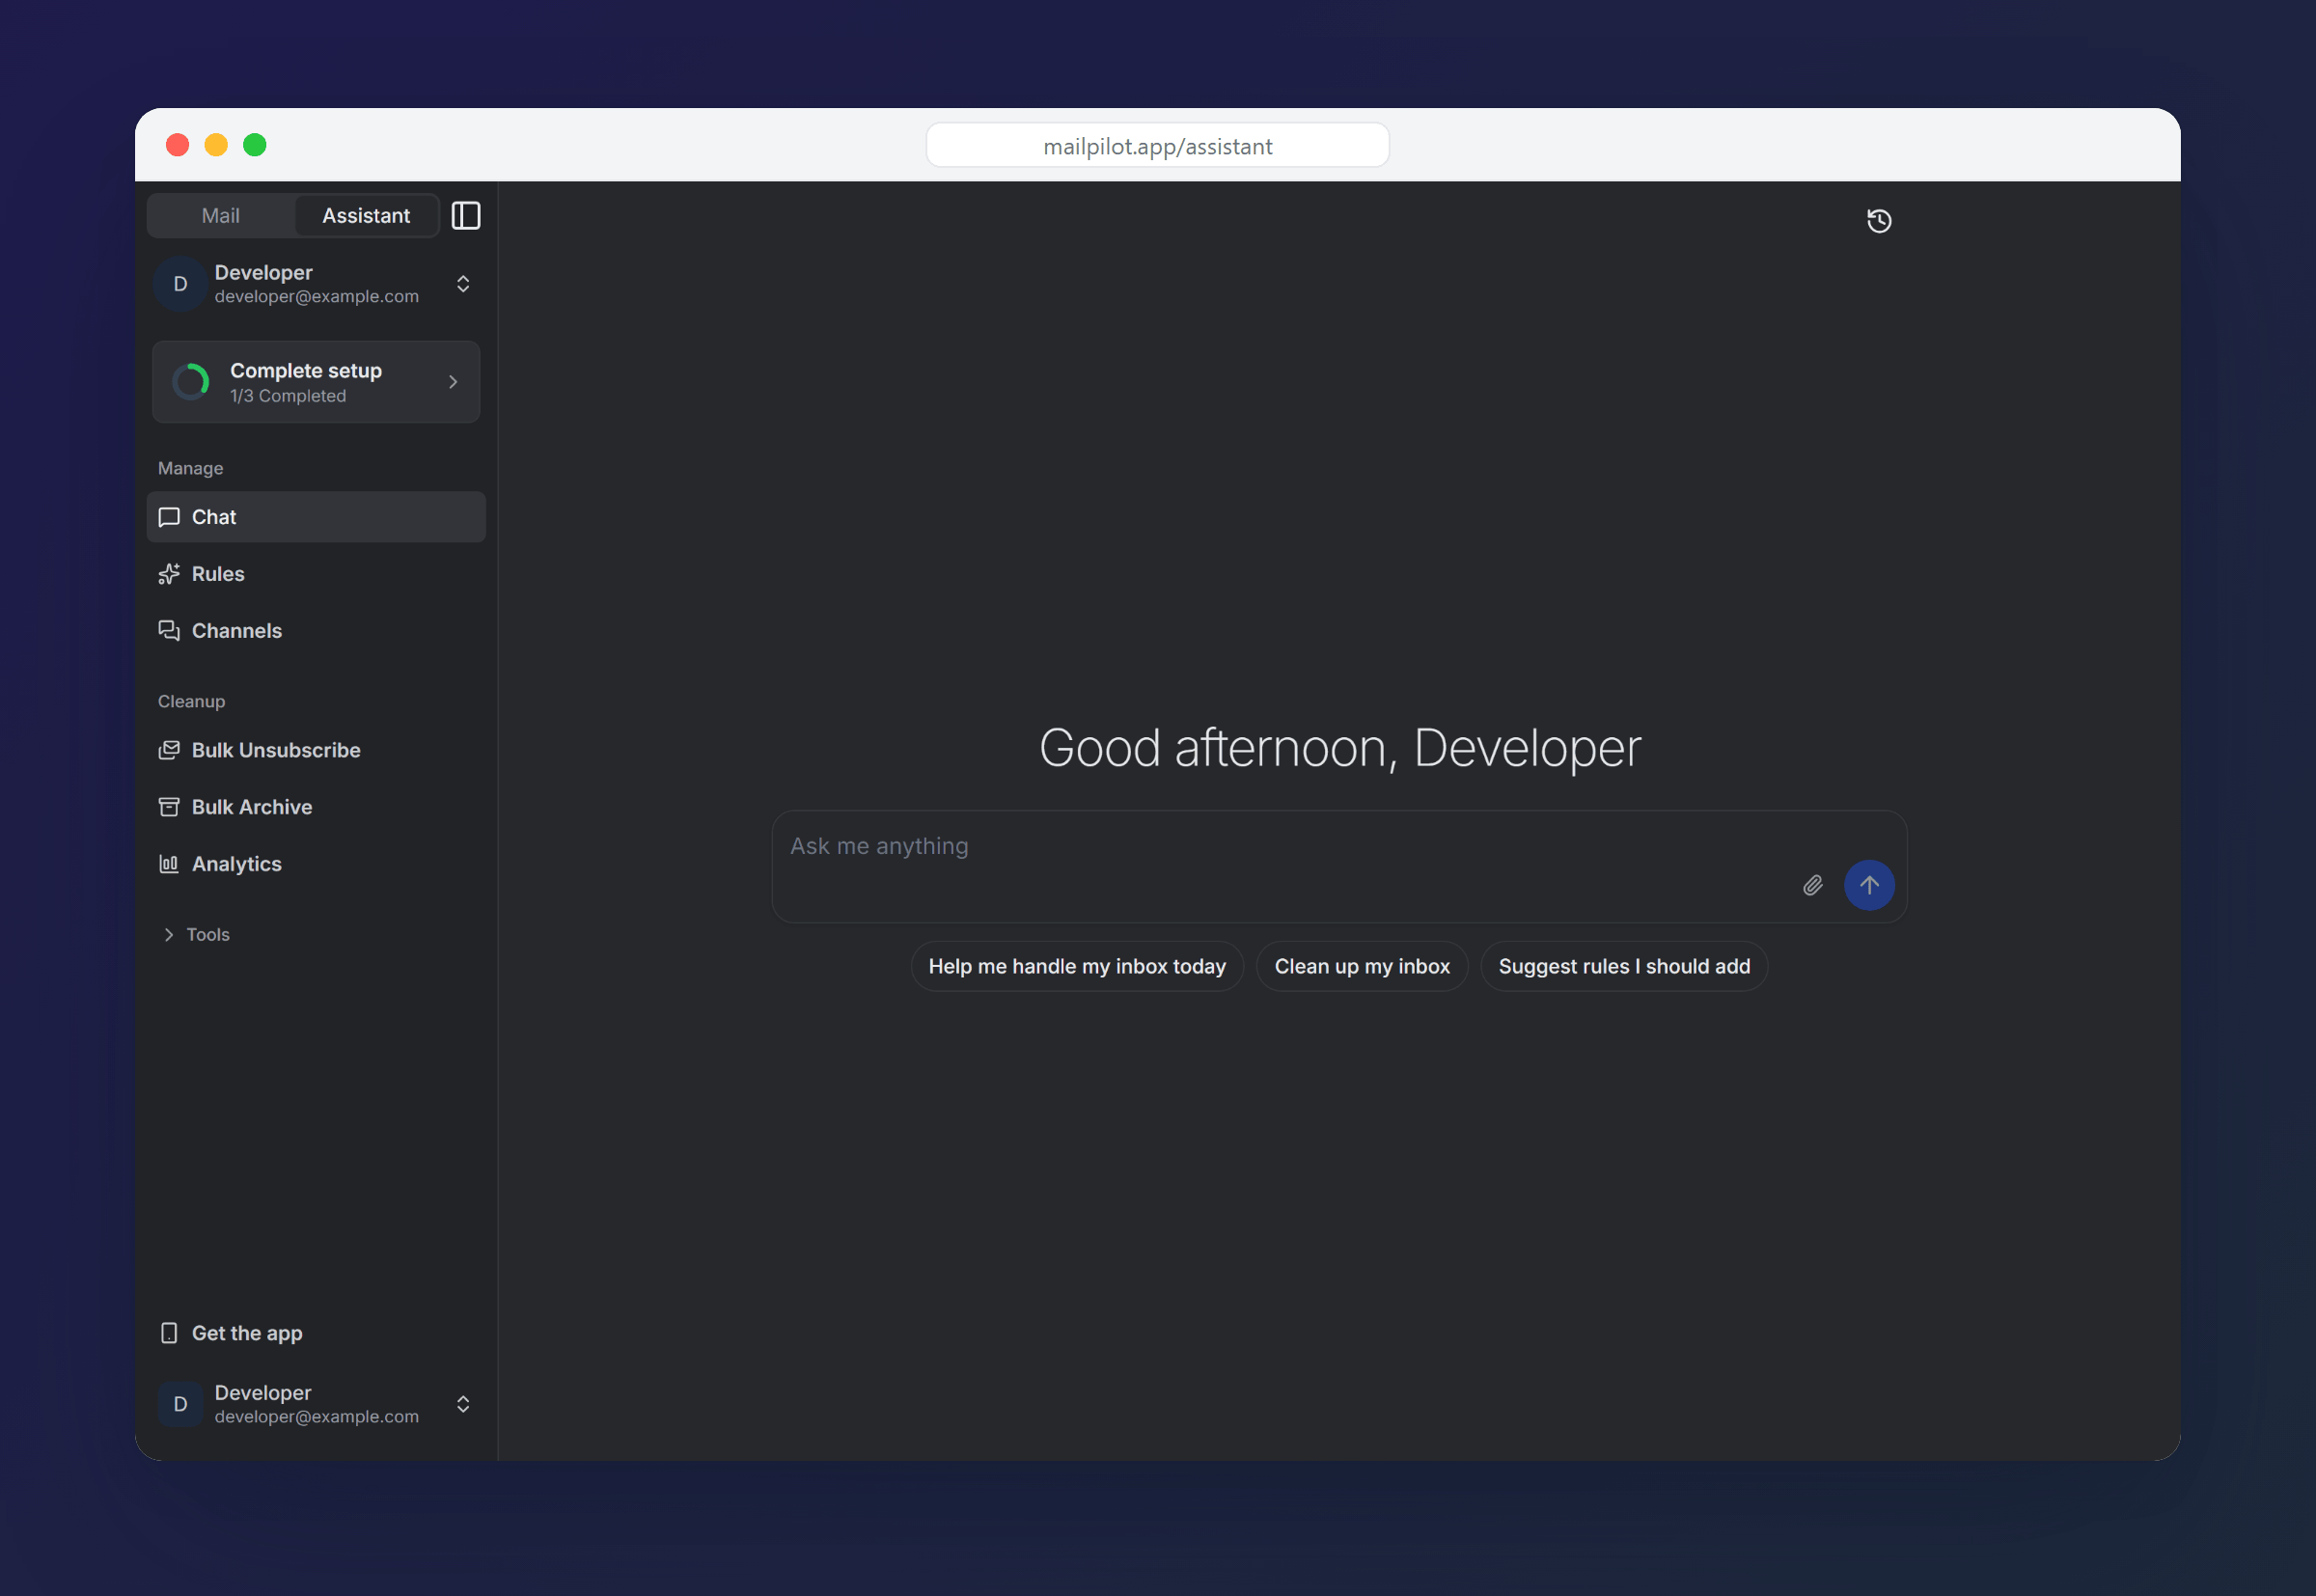 mailpilot.app/assistant
Mail
Assistant
D
Developer
developer@example.com
Complete setup
1/3 Completed
Manage
Chat
Rules
Channels
Cleanup
Bulk Unsubscribe
Bulk Archive
Analytics
Tools
Get the app
D
Developer
developer@example.com
Good afternoon, Developer
Ask me anything
Help me handle my inbox today
Clean up my inbox
Suggest rules I should add